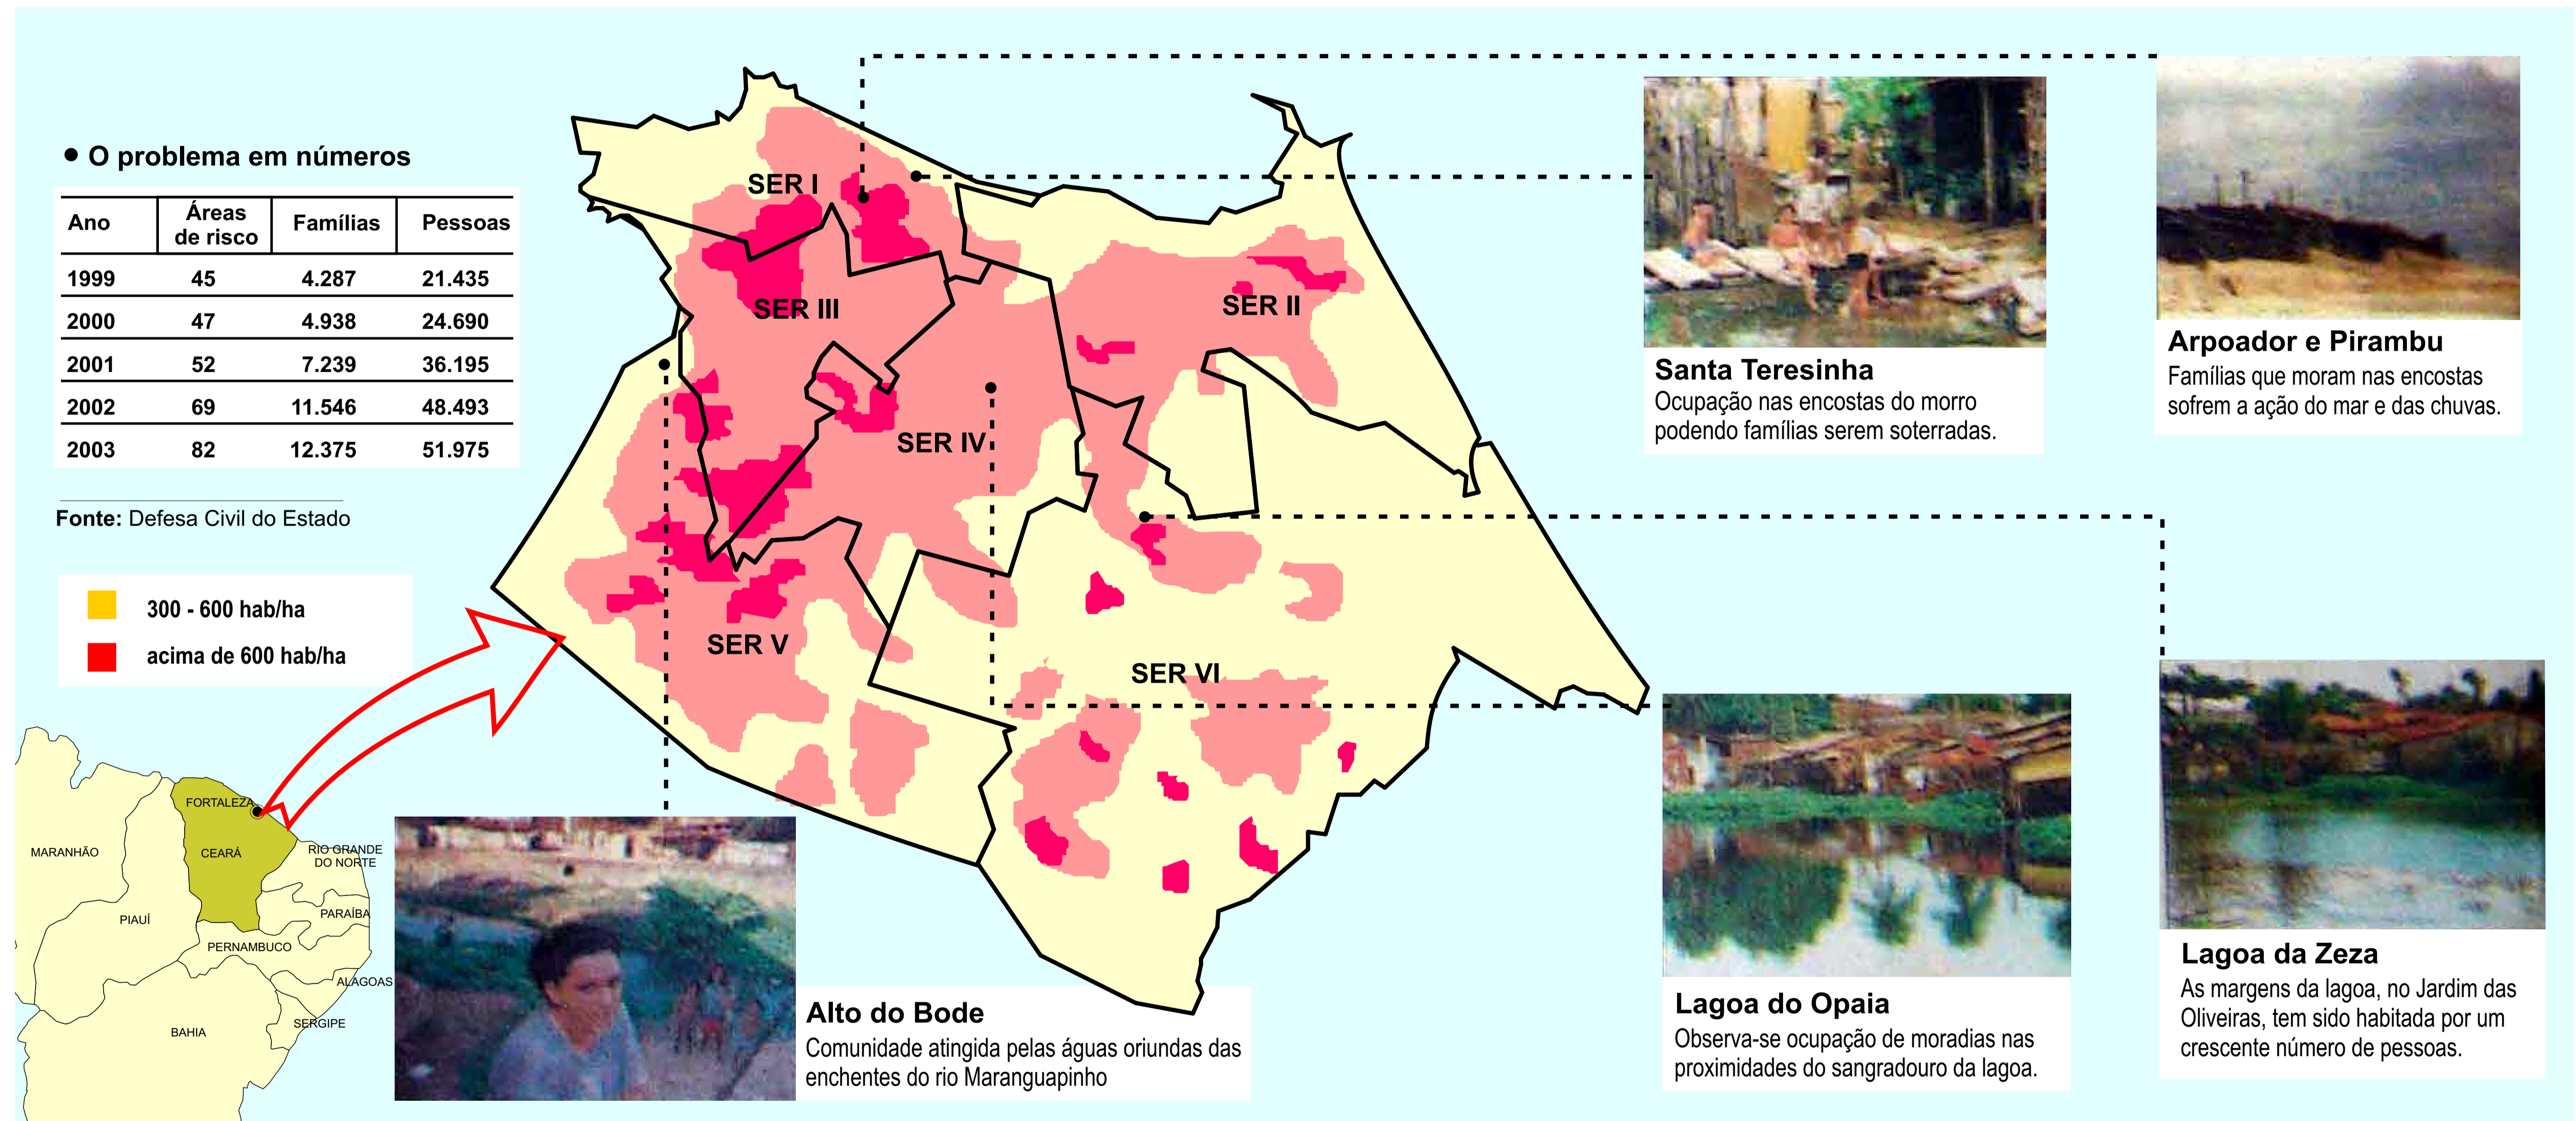 ● O problema em números
Ano Áreas de risco Famílias Pessoas
1999 45 4.287 21.435
2000 47 4.938 24.690
2001 52 7.239 36.195
2002 69 11.546 48.493
2003 82 12.375 51.975
Fonte: Defesa Civil do Estado
300 - 600 hab/ha
acima de 600 hab/ha
SER I
SER II
SER III
SER IV
SER V
SER VI
Santa Teresinha
Ocupação nas encostas do morro
podendo famílias serem soterradas.
Arpoador e Pirambu
Famílias que moram nas encostas
sofrem a ação do mar e das chuvas.
FORTALEZA
MARANHÃO
CEARÁ
RIO GRANDE
DO NORTE
PIAUÍ
PARAÍBA
PERNAMBUCO
ALAGOAS
SERGIPE
BAHIA
Alto do Bode
Comunidade atingida pelas águas oriundas das
enchentes do rio Maranguapinho
Lagoa do Opaia
Observa-se ocupação de moradias nas
proximidades do sangradouro da lagoa.
Lagoa da Zeza
As margens da lagoa, no Jardim das
Oliveiras, tem sido habitada por um
crescente número de pessoas.